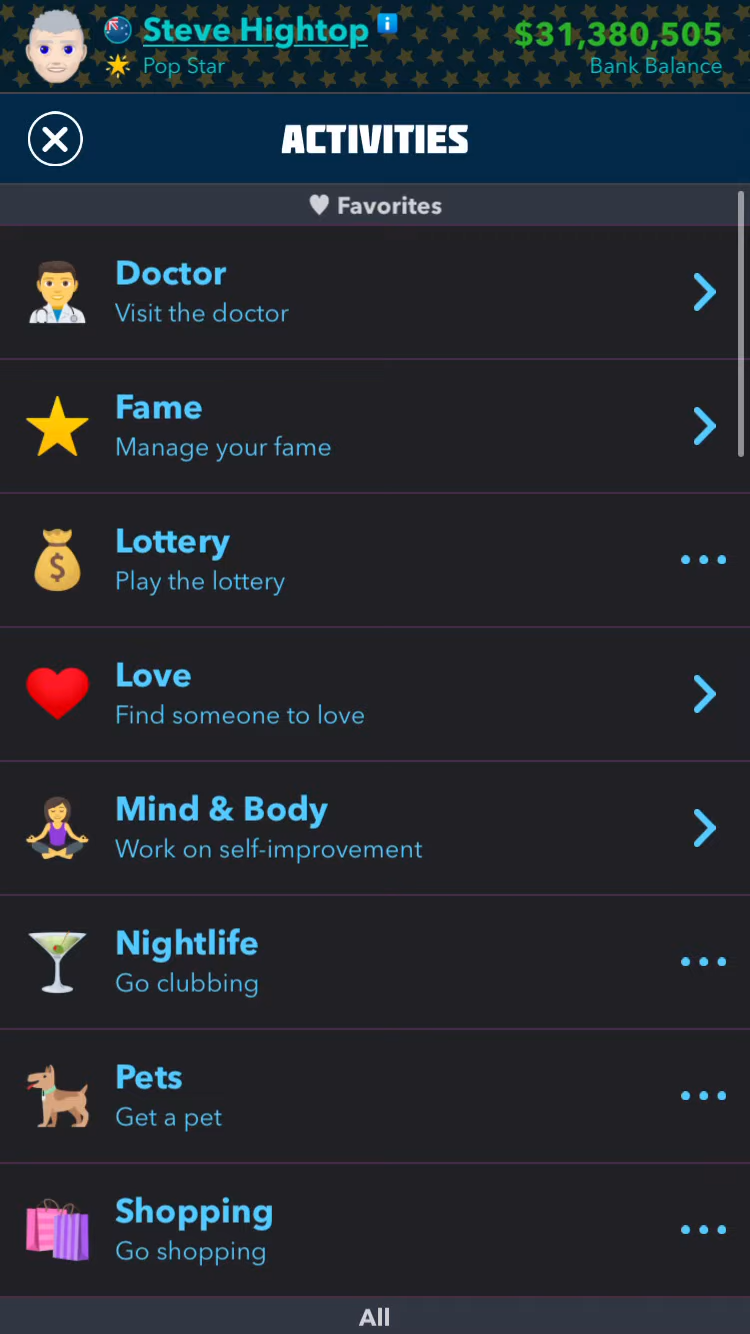 Steve Hightop
$31,380,505
Pop Star
Bank Balance
ACTIVITIES
Favorites
Doctor
Visit the doctor
Fame
Manage your fame
Lottery
Play the lottery
Love
Find someone to love
Mind & Body
Work on self-improvement
Nightlife
Go clubbing
Pets
Get a pet
Shopping
Go shopping
All